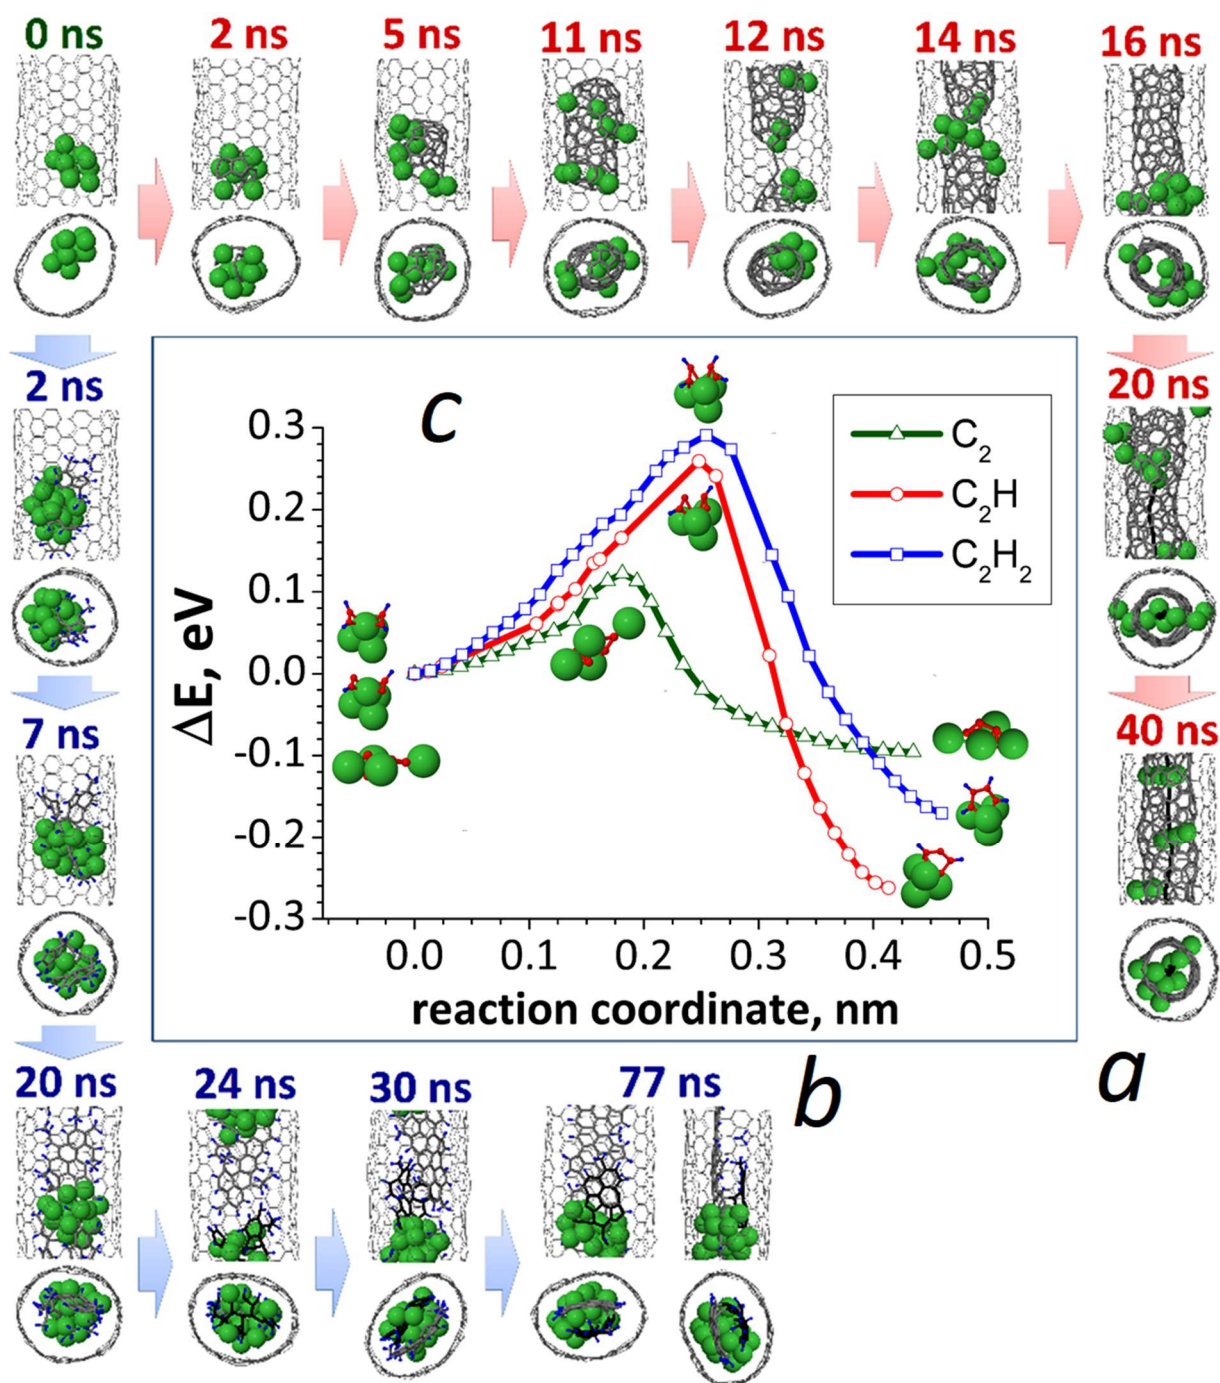 0 ns 2 ns 5 ns 11 ns 12 ns 14 ns 16 ns
2 ns
20 ns
7 ns
40 ns
c
C2
C2H
C2H2
0.3
0.2
0.1
0.0
-0.1
-0.2
-0.3
ΔE, eV
0.0 0.1 0.2 0.3 0.4 0.5
reaction coordinate, nm
a
b
20 ns 24 ns 30 ns 77 ns